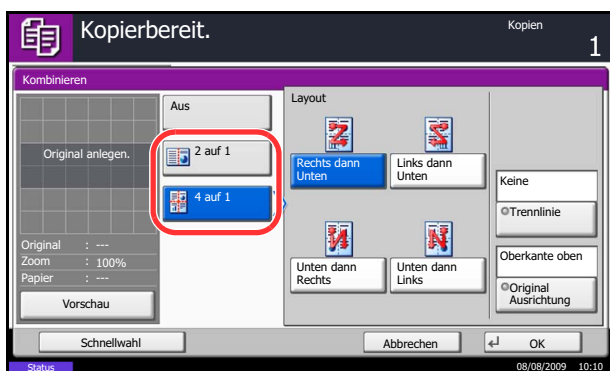 Kopierbereit.
Kopien
1
Kombinieren
Original anlegen.
Original : ---
Zoom : 100%
Papier : ---
Vorschau
Aus
2 auf 1
4 auf 1
Layout
Rechts dann
Unten
Links dann
Unten
Unten dann
Rechts
Unten dann
Links
Keine
Trennlinie
Oberkante oben
Original
Ausrichtung
Schnellwahl
Abbrechen
OK
Status
08/08/2009 10:10